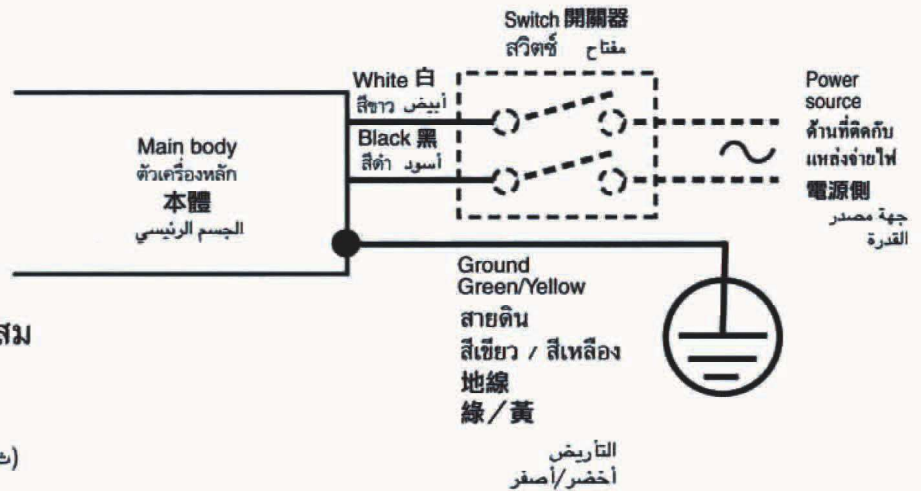 Switch 開關器
สวิตช์ مفتاح
White 白
สีขาว أبيض
Black 黑
สีดำ أسود
Main body
ตัวเครื่องหลัก
本體
الجسم الرئيسي
Power
source
ด้านที่ติดกับ
แหล่งจ่ายไฟ
電源側
جهة مصدر
القدرة
Ground
Green/Yellow
สายดิน
สีเขียว / สีเหลือง
地線
綠／黃
التأريض
أخضر/أصفر